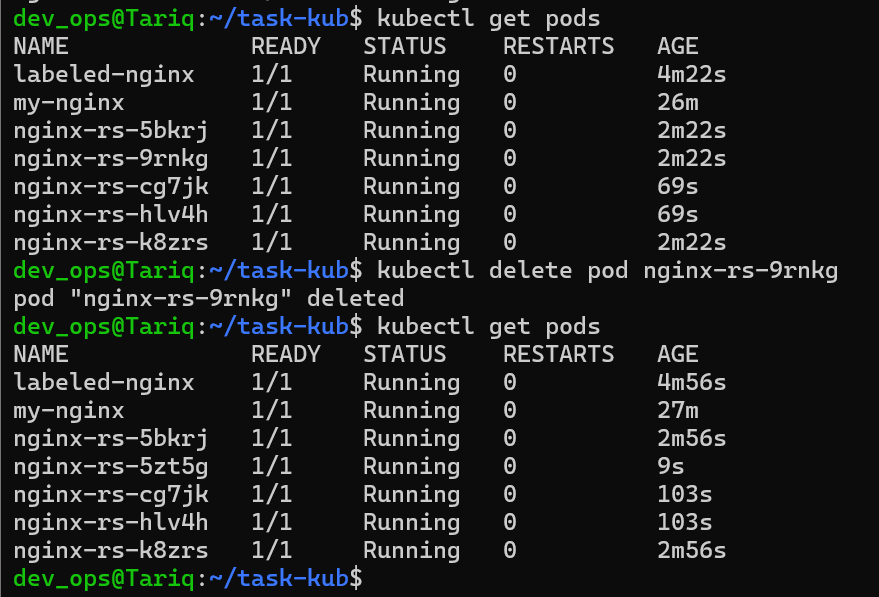 dev_ops@Tariq:~/task-kub$ kubectl get pods
NAME             READY   STATUS    RESTARTS   AGE
labeled-nginx    1/1     Running   0          4m22s
my-nginx         1/1     Running   0          26m
nginx-rs-5bkrj   1/1     Running   0          2m22s
nginx-rs-9rnkg   1/1     Running   0          2m22s
nginx-rs-cg7jk   1/1     Running   0          69s
nginx-rs-hlv4h   1/1     Running   0          69s
nginx-rs-k8zrs   1/1     Running   0          2m22s
dev_ops@Tariq:~/task-kub$ kubectl delete pod nginx-rs-9rnkg
pod "nginx-rs-9rnkg" deleted
dev_ops@Tariq:~/task-kub$ kubectl get pods
NAME             READY   STATUS    RESTARTS   AGE
labeled-nginx    1/1     Running   0          4m56s
my-nginx         1/1     Running   0          27m
nginx-rs-5bkrj   1/1     Running   0          2m56s
nginx-rs-5zt5g   1/1     Running   0          9s
nginx-rs-cg7jk   1/1     Running   0          103s
nginx-rs-hlv4h   1/1     Running   0          103s
nginx-rs-k8zrs   1/1     Running   0          2m56s
dev_ops@Tariq:~/task-kub$